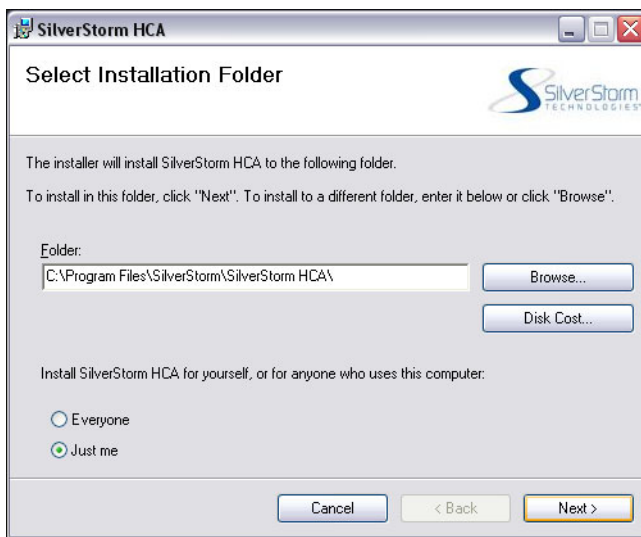 SilverStorm HCA
Select Installation Folder
SilverStorm
TECHNOLOGIES
The installer will install SilverStorm HCA to the following folder.
To install in this folder, click "Next". To install to a different folder, enter it below or click "Browse".
Folder:
C:\Program Files\SilverStorm\SilverStorm HCA\
Browse...
Disk Cost...
Install SilverStorm HCA for yourself, or for anyone who uses this computer:
Everyone
Just me
Cancel
< Back
Next >